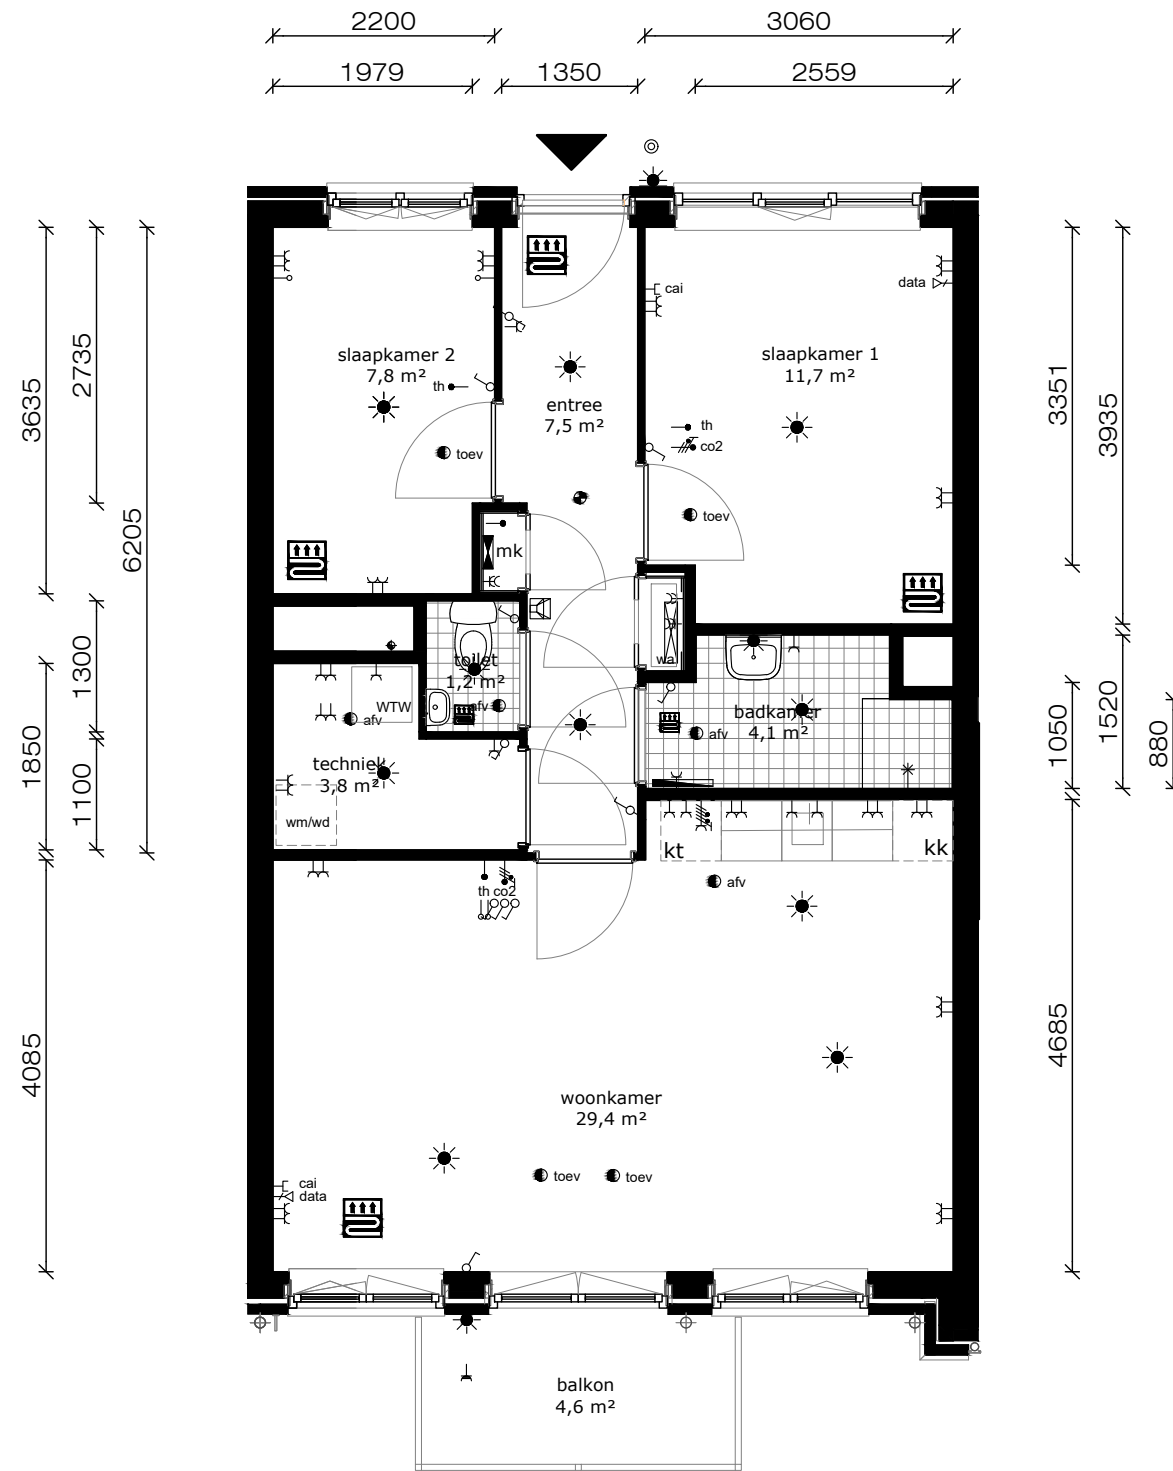 2200
3060
1979
1350
2559
3635
2735
6205
1300
1850
1100
4085
3351
3935
1050
1520
880
4685
slaapkamer 2
7,8 m²
th
toev
entree
7,5 m²
slaapkamer 1
11,7 m²
cai
data
th
co2
toev
mk
toilet
1,2 m²
afv
WTW
afv
techniek
3,8 m²
wm/wd
wa
badkamer
4,1 m²
afv
kt
kk
afv
th co2
woonkamer
29,4 m²
toev
toev
cai
data
balkon
4,6 m²